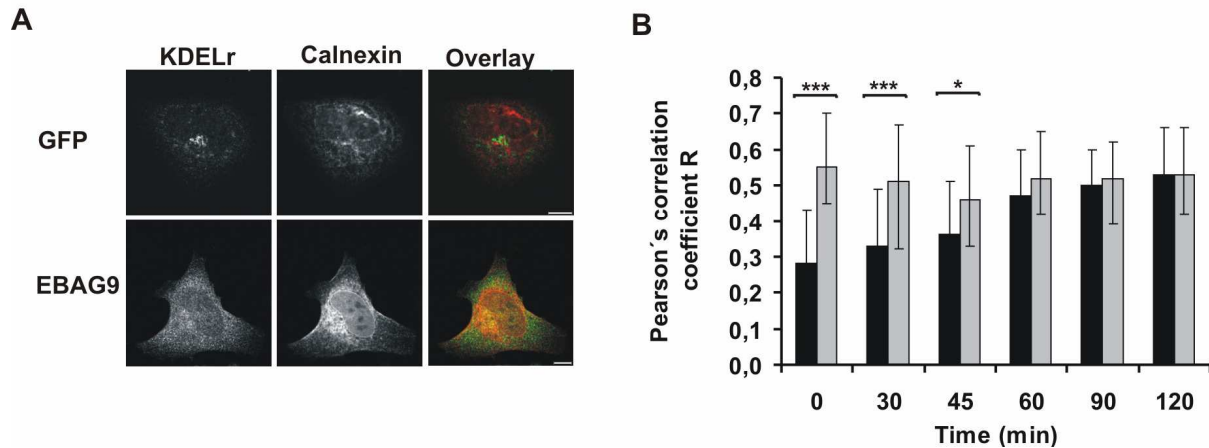 A
KDELr Calnexin Overlay
GFP
EBAG9
B
Pearson´s correlation
coefficient R
0,8
0,7
0,6
0,5
0,4
0,3
0,2
0,1
0,0
*** *** *
0 30 45 60 90 120
Time (min)